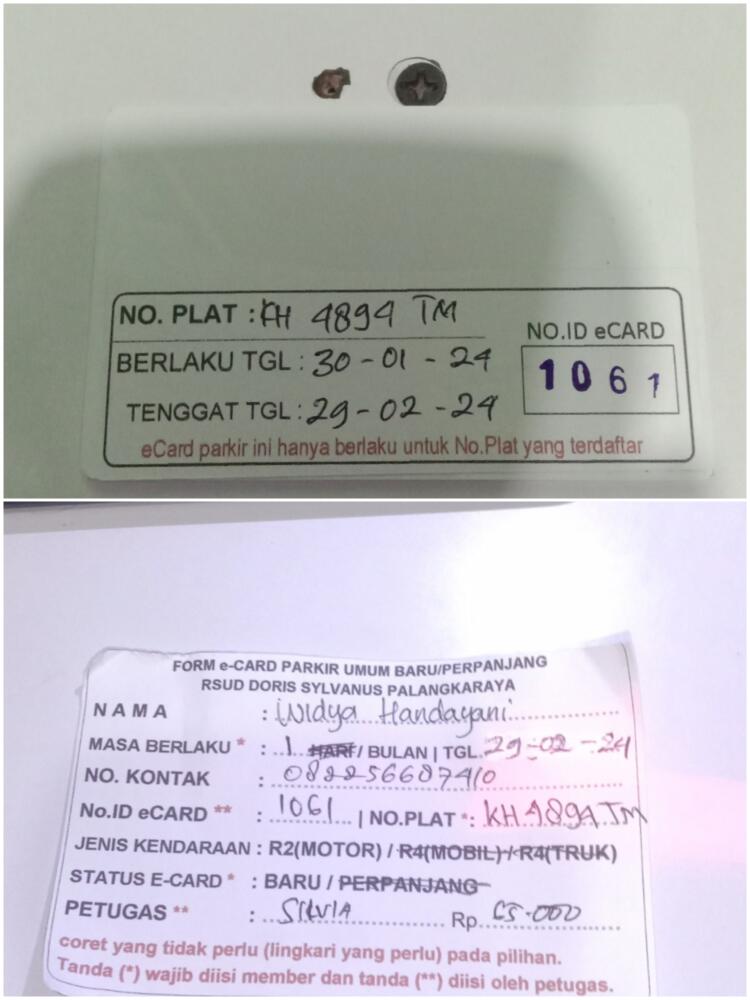 NO. PLAT : KH 4894 TM
BERLAKU TGL : 30-01-24
TENGGAT TGL : 29-02-24
NO.ID eCARD
1061
eCard parkir ini hanya berlaku untuk No.Plat yang terdaftar
FORM e-CARD PARKIR UMUM BARU/PERPANJANG
RSUD DORIS SYLVANUS PALANGKARAYA
NAMA : Widya Handayani
MASA BERLAKU * : 1 HARI / BULAN | TGL. 29-02-24
NO. KONTAK : 082256687410
No.ID eCARD ** : 1061 | NO.PLAT *: KH 4894 TM
JENIS KENDARAAN : R2(MOTOR) / R4(MOBIL) / R4(TRUK)
STATUS E-CARD * : BARU / PERPANJANG
PETUGAS ** : SILVIA Rp.
coret yang tidak perlu (lingkari yang perlu) pada pilihan.
Tanda (*) wajib diisi member dan tanda (**) diisi oleh petugas.